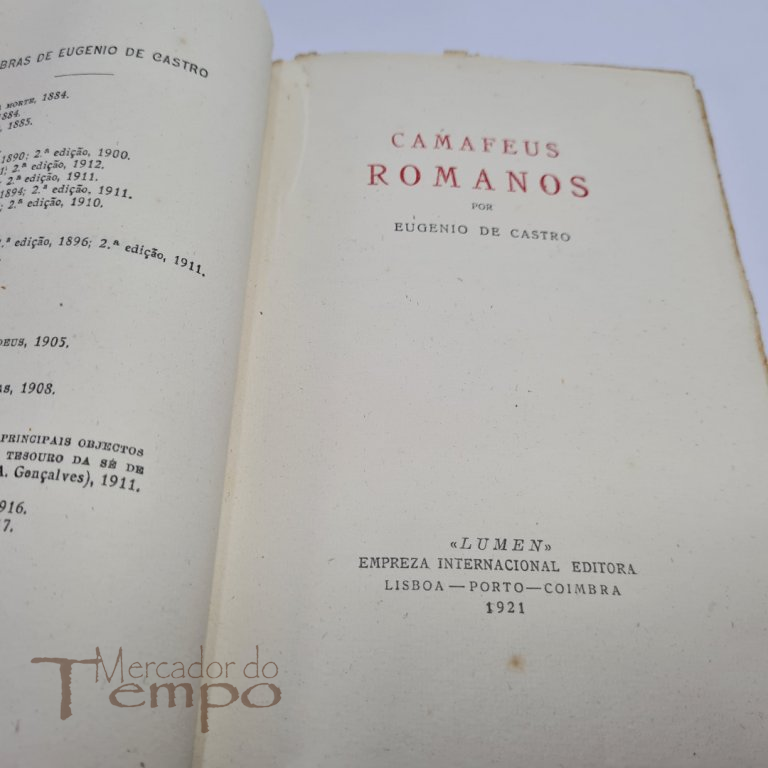 BRAS DE EUGENIO DE CASTRO
MORTE, 1884.
884.
, 1885.
1890; 2.ª edição, 1900.
; 2.ª edição, 1912.
; 2.ª edição, 1911.
1894; 2.ª edição, 1911.
; 2.ª edição, 1910.
.ª edição, 1896; 2.ª edição, 1911.
DEUS, 1905.
AS, 1908.
PRINCIPAIS OBJECTOS
TESOURO DA SÉ DE
A. Gonçalves), 1911.
916.
7.
CAMAFEUS
ROMANOS
POR
EUGENIO DE CASTRO
«LUMEN»
EMPREZA INTERNACIONAL EDITORA
LISBOA—PORTO—COIMBRA
1921
Mercador do
Tempo